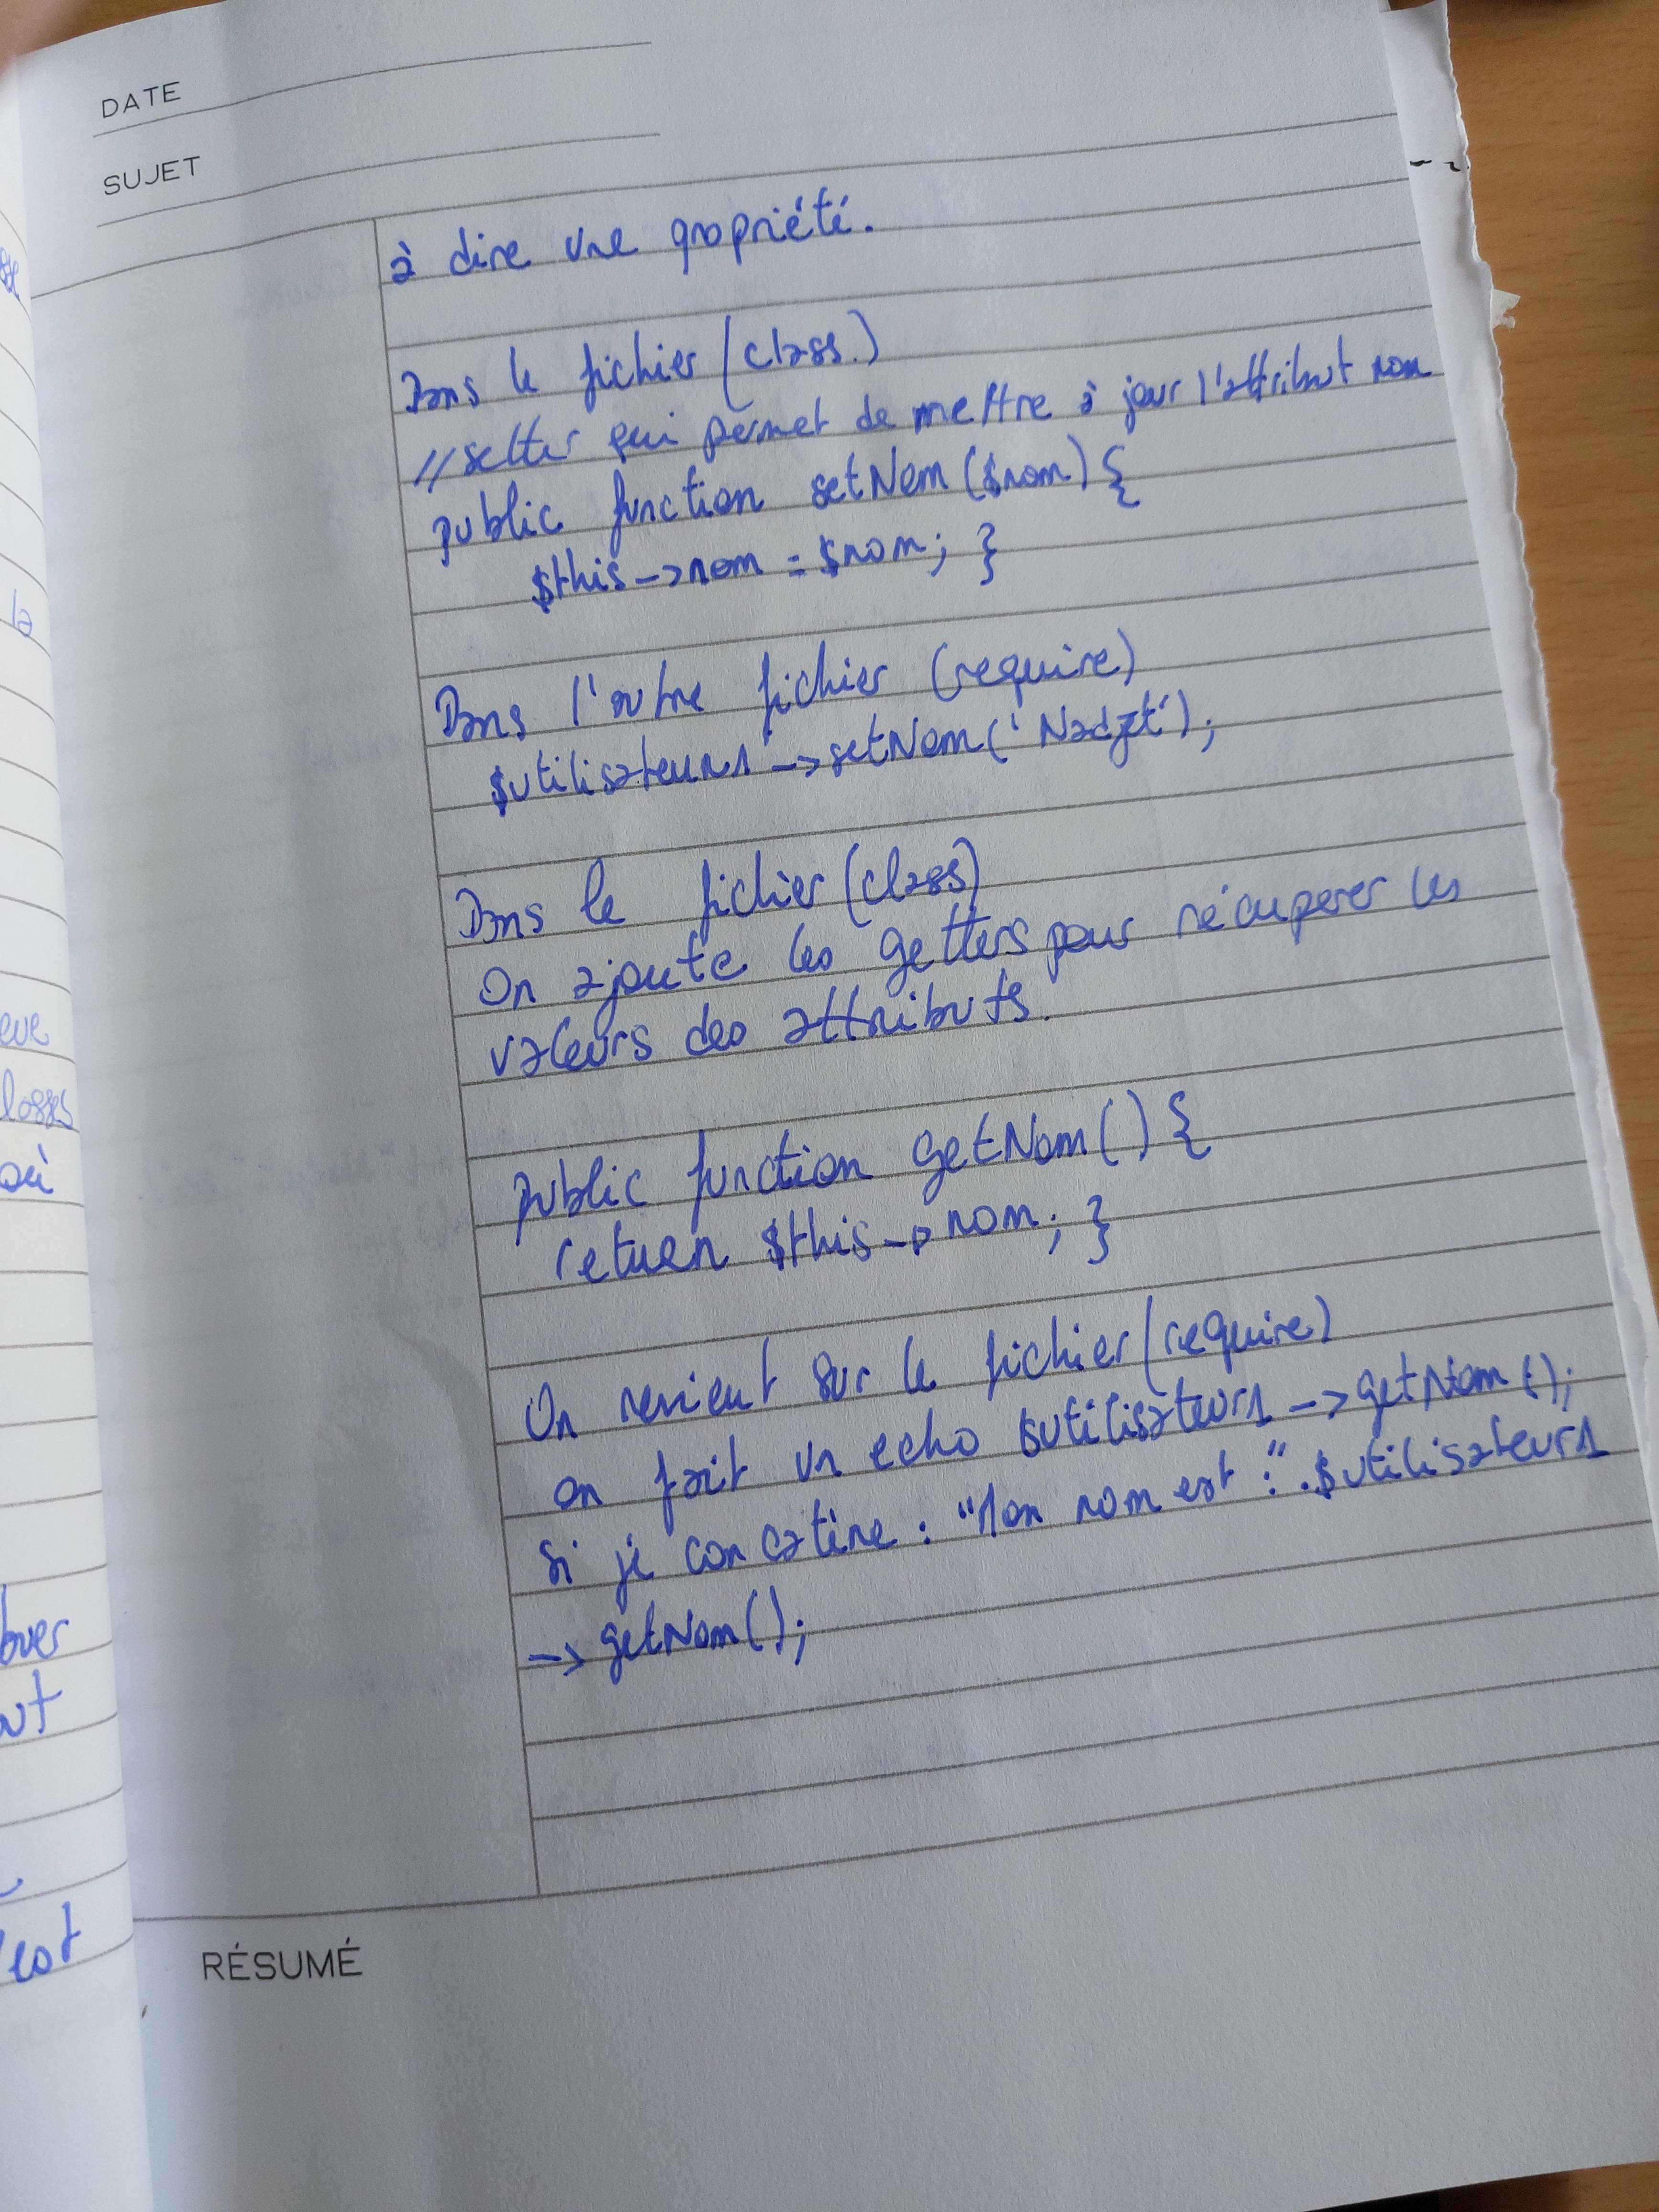 DATE
SUJET
à dire une propriété.
Dans le fichier (class.)
// setter qui permet de mettre à jour l'attribut nom
public function setNom ($nom) {
$this->nom = $nom; }
Dans l'autre fichier (require)
$utilisateur1 -> setNom ('Nadjet');
Dans le fichier (class)
On ajoute les getters pour récuperer les
valeurs des attributs.
public function getNom () {
return $this -> nom; }
On revient sur le fichier (require)
on fait un echo $utilisateur1 -> getNom ();
Si je concatène : "Mon nom est :" . $utilisateur1
-> getNom ();
RÉSUMÉ